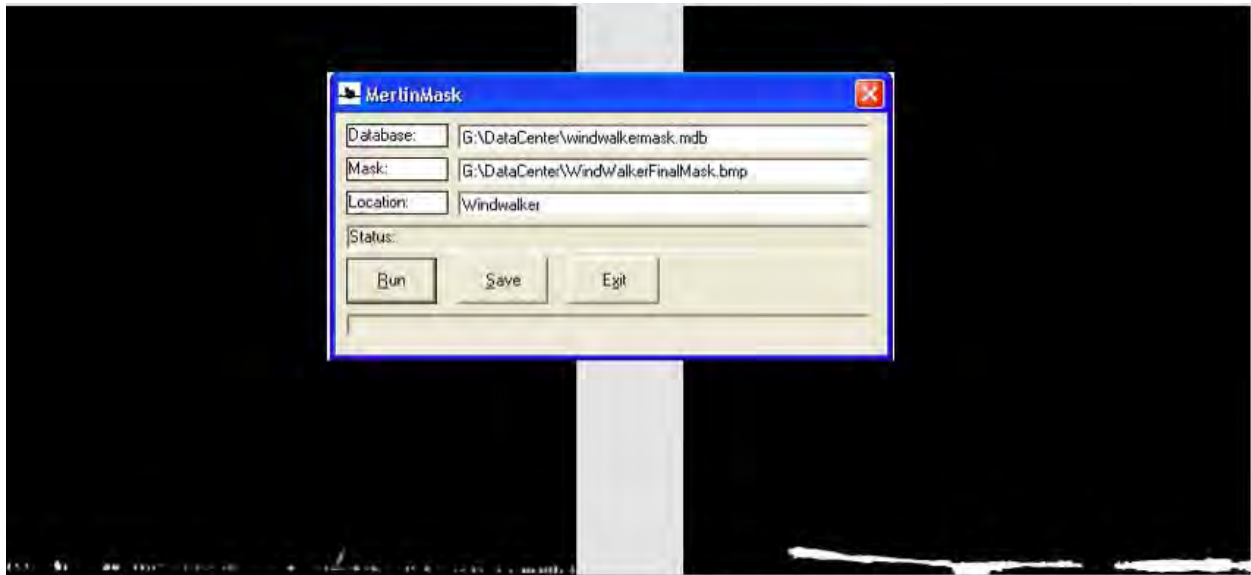 MerlinMask
Database: G:\DataCenter\windwalkermask.mdb
Mask: G:\DataCenter\WindWalkerFinalMask.bmp
Location: Windwalker
Status:
Run Save Exit